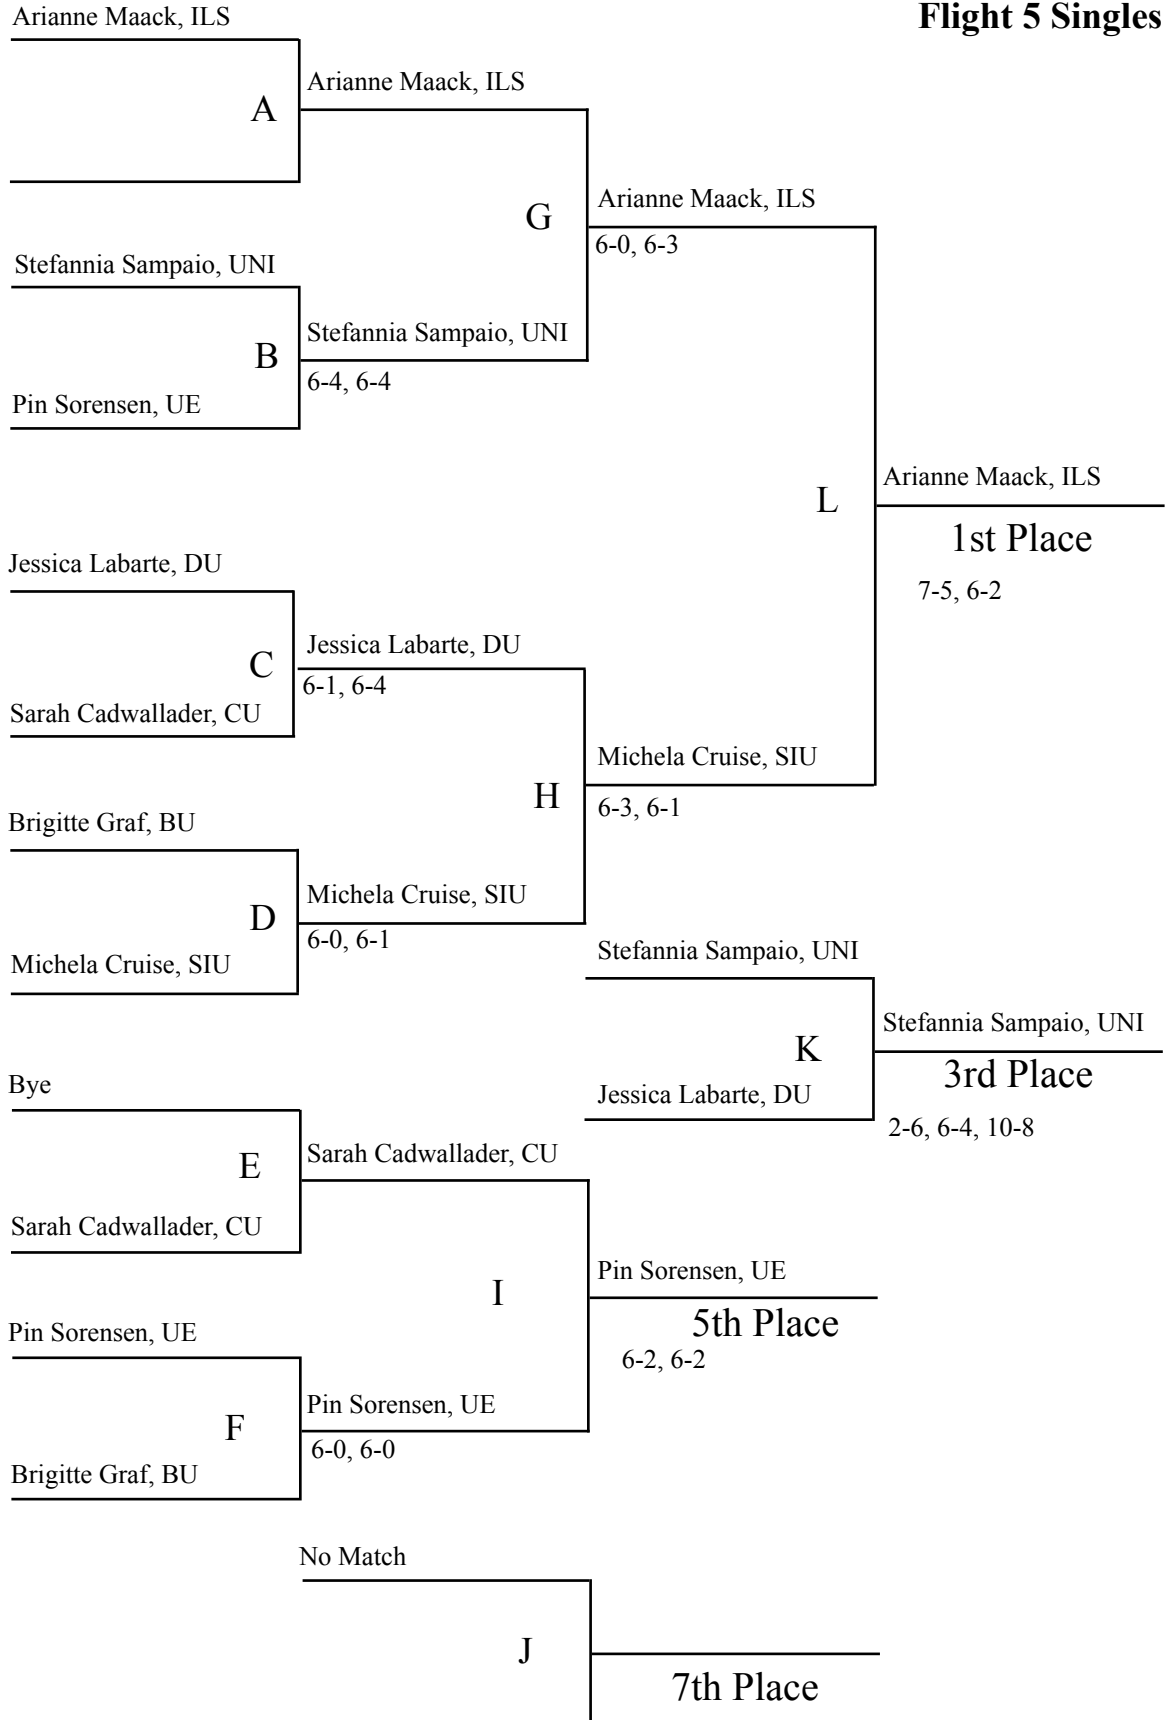 Flight 5 Singles
Arianne Maack, ILS
Arianne Maack, ILS
A
Arianne Maack, ILS
G
6-0, 6-3
Stefannia Sampaio, UNI
Stefannia Sampaio, UNI
B
6-4, 6-4
Pin Sorensen, UE
Arianne Maack, ILS
L
1st Place
7-5, 6-2
Jessica Labarte, DU
Jessica Labarte, DU
C
6-1, 6-4
Sarah Cadwallader, CU
Michela Cruise, SIU
H
6-3, 6-1
Brigitte Graf, BU
Michela Cruise, SIU
D
6-0, 6-1
Michela Cruise, SIU
Stefannia Sampaio, UNI
Stefannia Sampaio, UNI
K
3rd Place
Jessica Labarte, DU
2-6, 6-4, 10-8
Bye
Sarah Cadwallader, CU
E
Sarah Cadwallader, CU
Pin Sorensen, UE
I
5th Place
6-2, 6-2
Pin Sorensen, UE
Pin Sorensen, UE
F
6-0, 6-0
Brigitte Graf, BU
No Match
J
7th Place